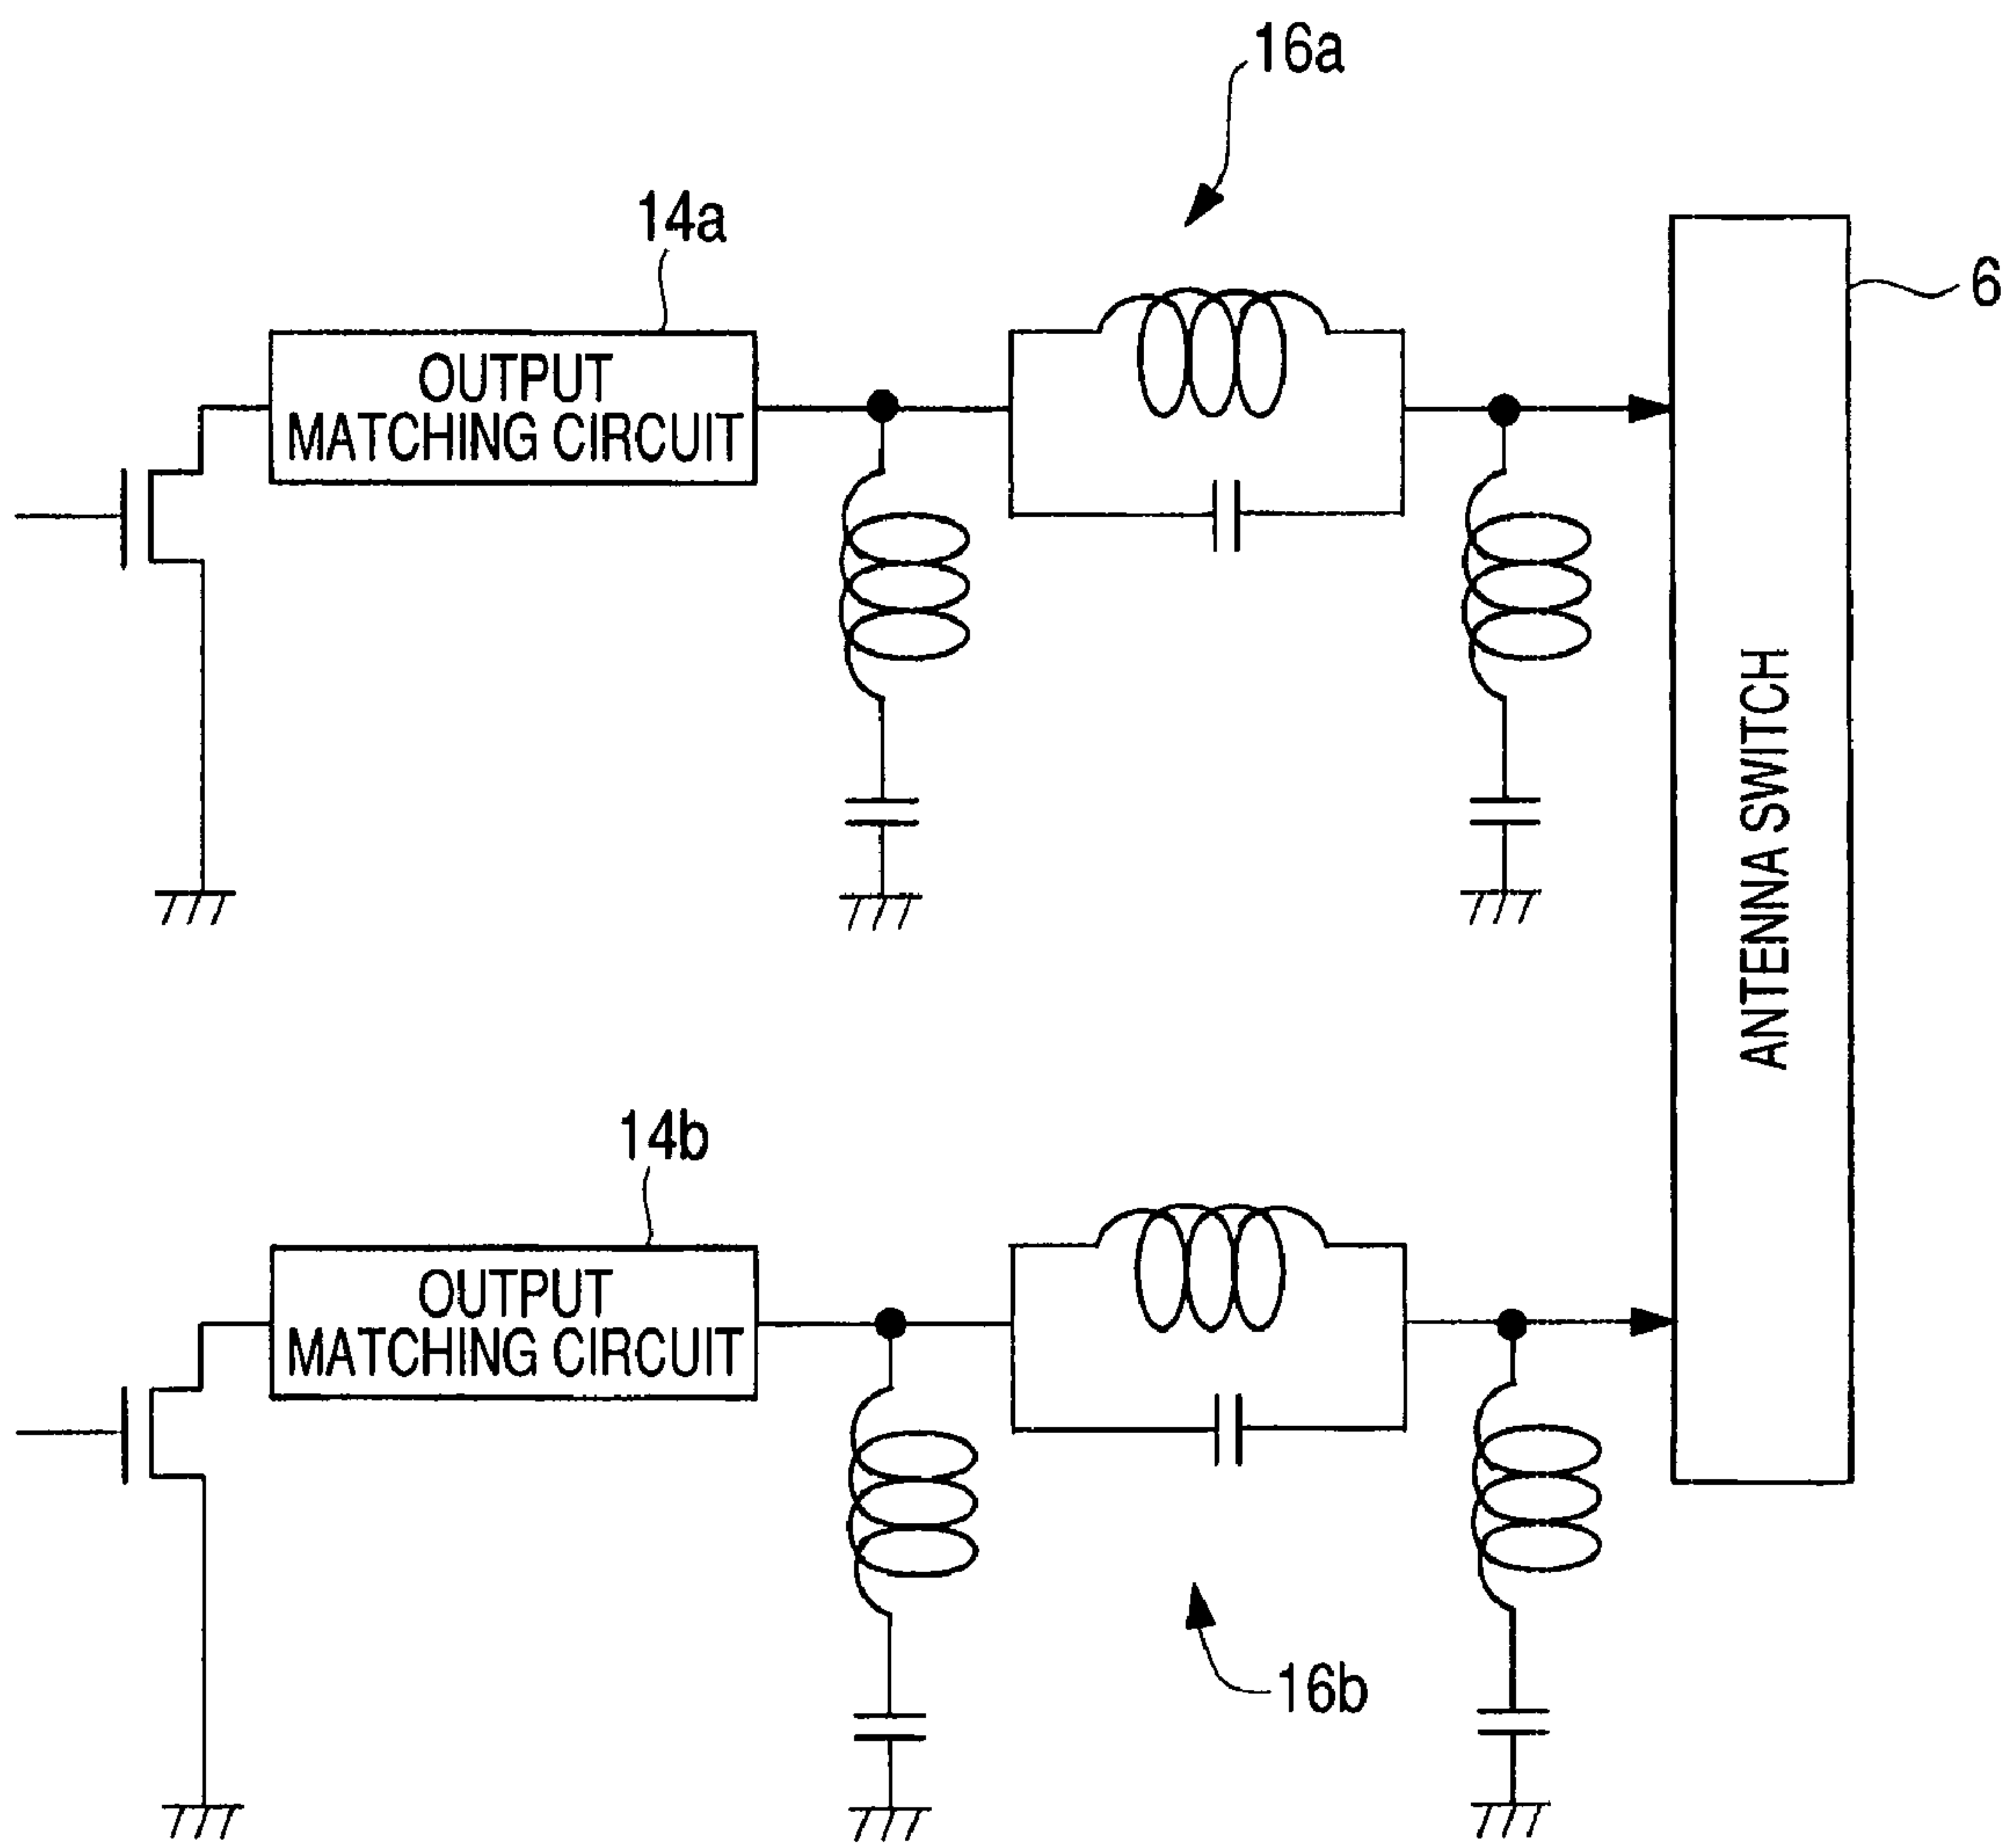 16a
14a
6
OUTPUT
MATCHING CIRCUIT
ANTENNA SWITCH
14b
OUTPUT
MATCHING CIRCUIT
16b